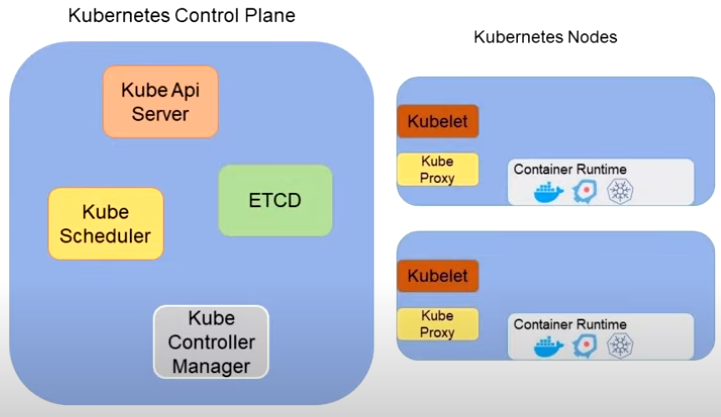 Kubernetes Control Plane
Kube Api
Server
ETCD
Kube
Scheduler
Kube
Controller
Manager
Kubernetes Nodes
Kubelet
Kube
Proxy
Container Runtime
Kubelet
Kube
Proxy
Container Runtime